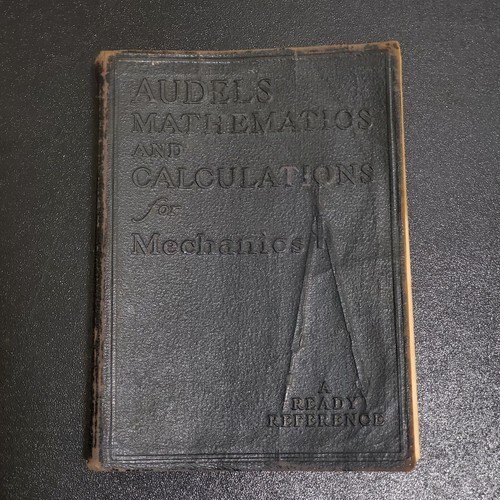 AUDELS
MATHEMATICS
AND
CALCULATIONS
for
Mechanics
A
READY
REFERENCE